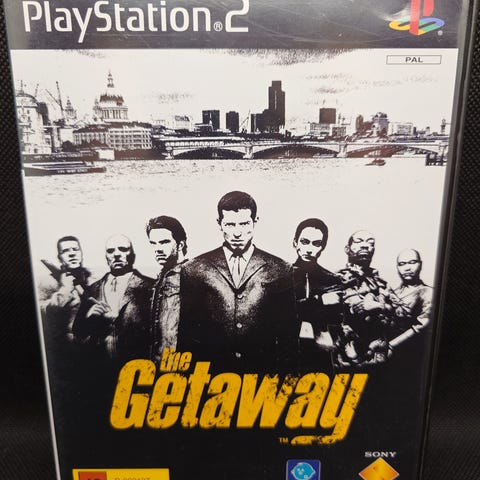 PlayStation®2
PAL
the
Getaway
TM
SONY